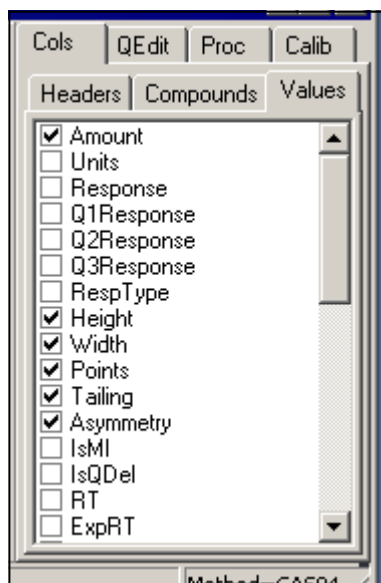 Cols QEdit Proc Calib
Headers Compounds Values
Amount
Units
Response
Q1Response
Q2Response
Q3Response
RespType
Height
Width
Points
Tailing
Asymmetry
IsMI
IsQDel
RT
ExpRT